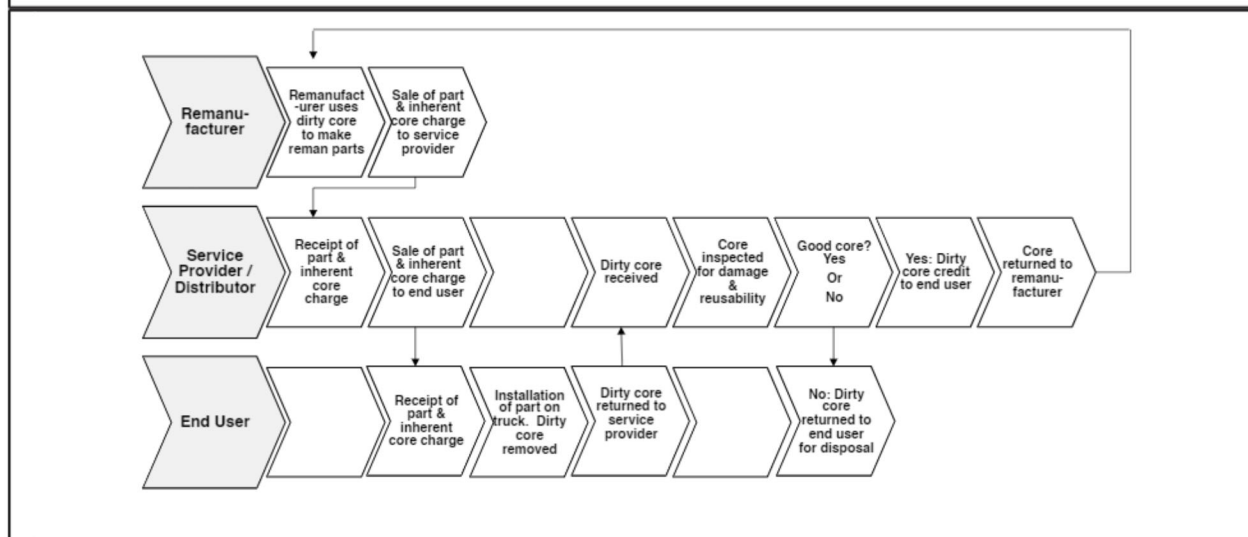 Remanu-
facturer
Remanufact
-urer uses
dirty core
to make
reman parts
Sale of part
& inherent
core charge
to service
provider
Service
Provider /
Distributor
Receipt of
part &
inherent
core
charge
Sale of part
& inherent
core charge
to end user
Dirty core
received
Core
inspected
for damage
&
reusability
Good core?
Yes
Or
No
Yes: Dirty
core credit
to end user
Core
returned to
remanu-
facturer
End User
Receipt of
part &
inherent
core charge
Installation
of part on
truck. Dirty
core
removed
Dirty core
returned to
service
provider
No: Dirty
core
returned to
end user
for disposal